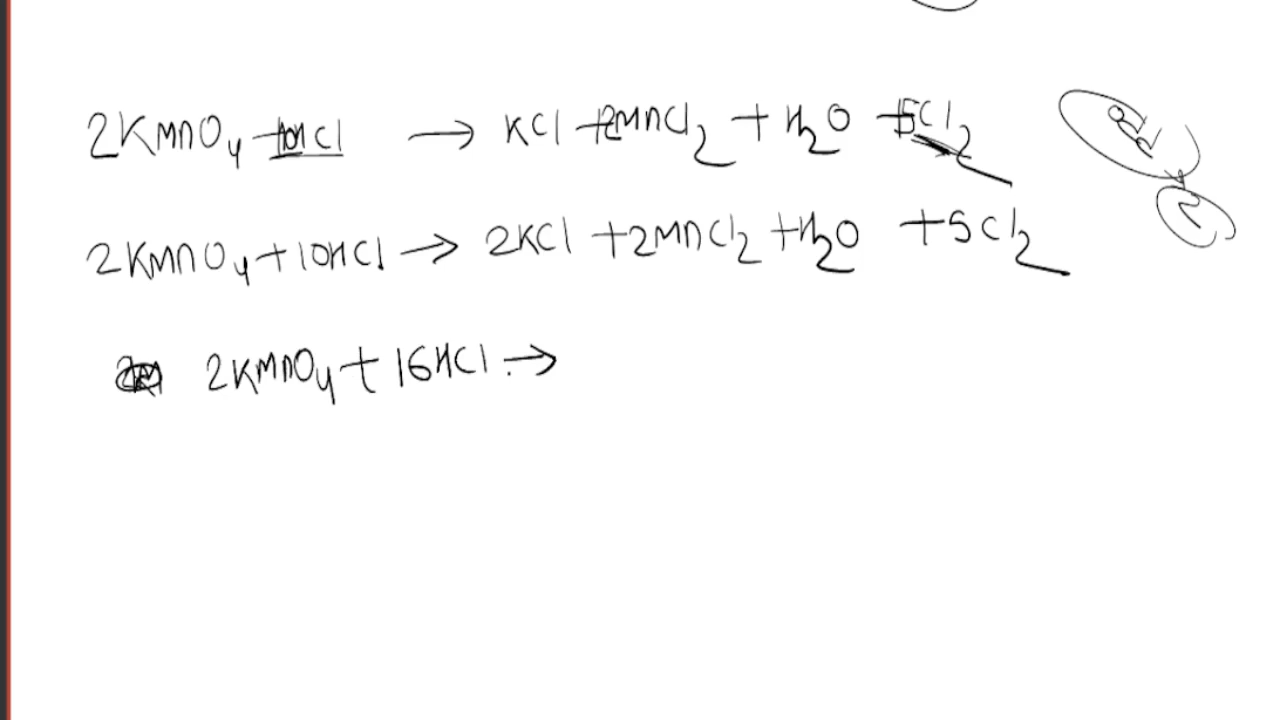 2KMnO4 + 10HCl → KCl + 2MnCl2 + H2O + 5Cl2
2KMnO4 + 10HCl → 2KCl + 2MnCl2 + H2O + 5Cl2
2KMnO4 + 16HCl →